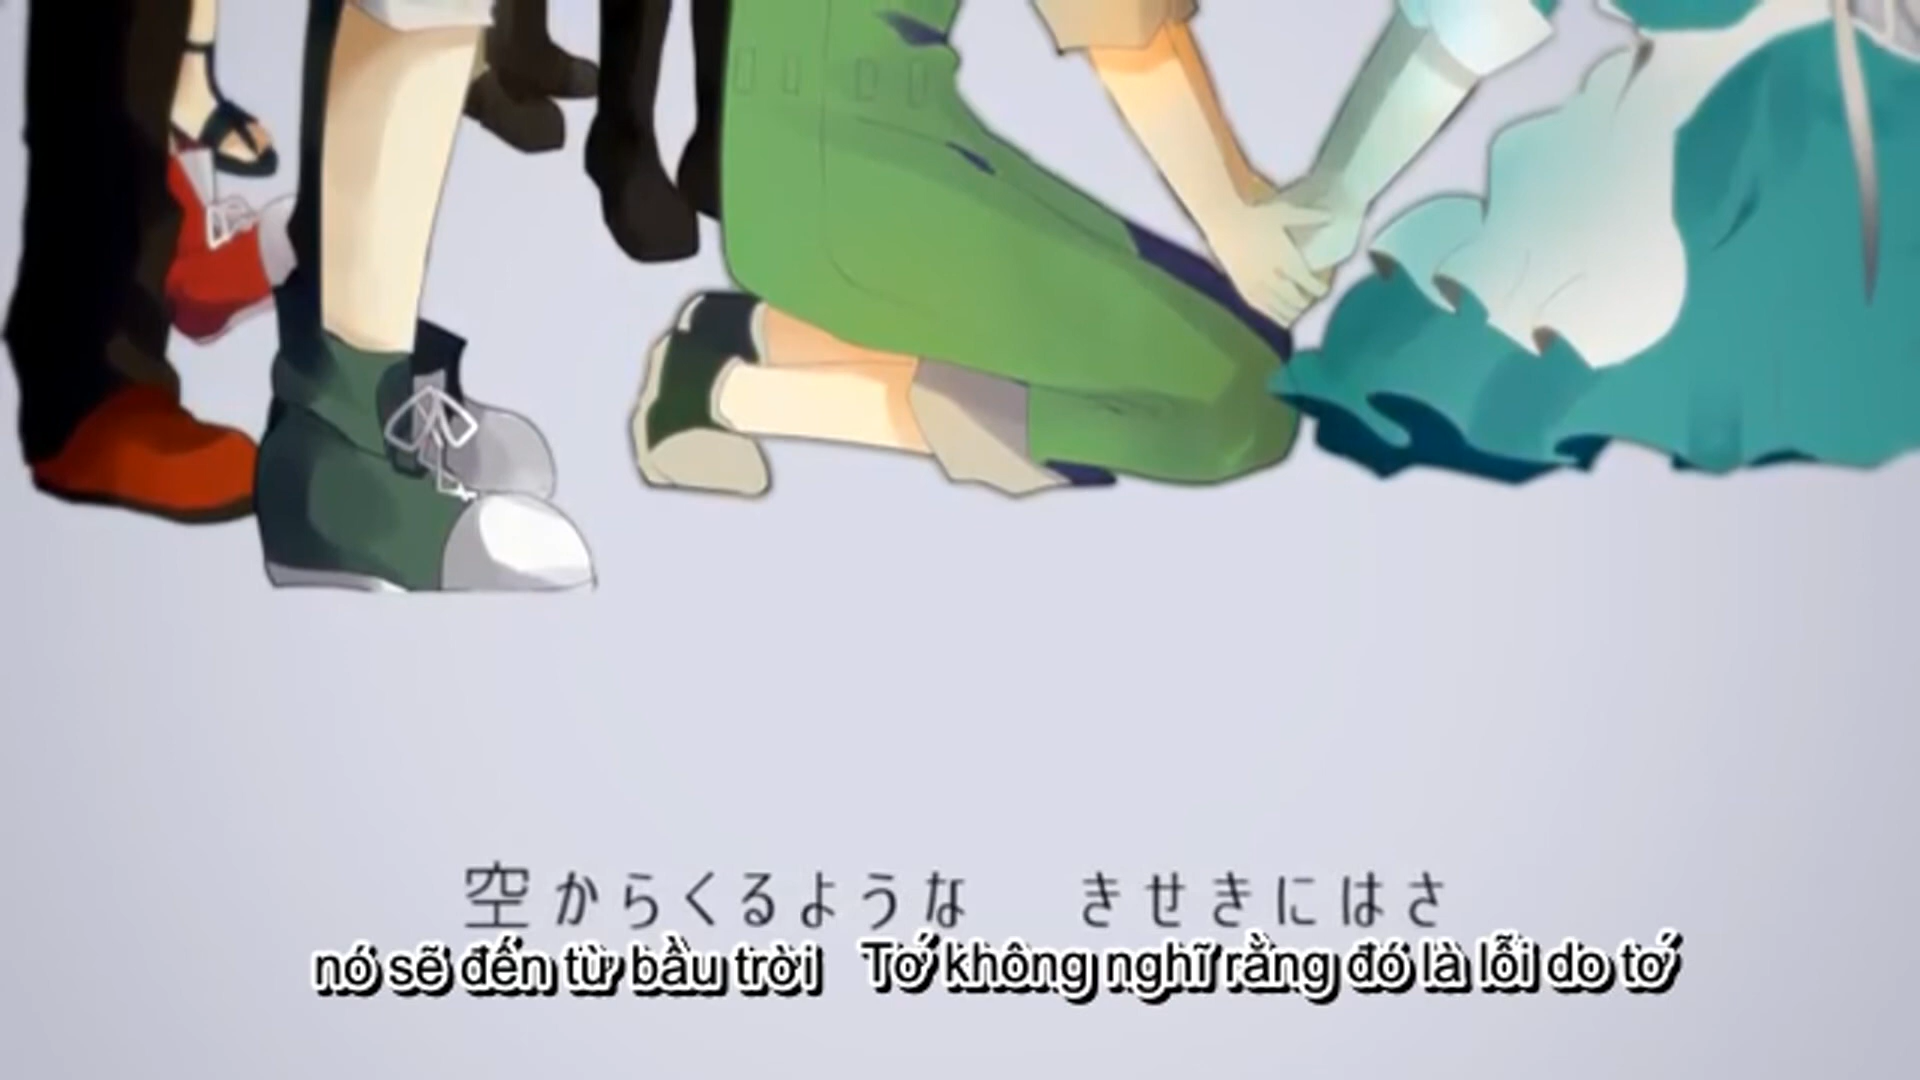 空からくるような　きせきにはさ
nó sẽ đến từ bầu trời Tớ không nghĩ rằng đó là lỗi do tớ